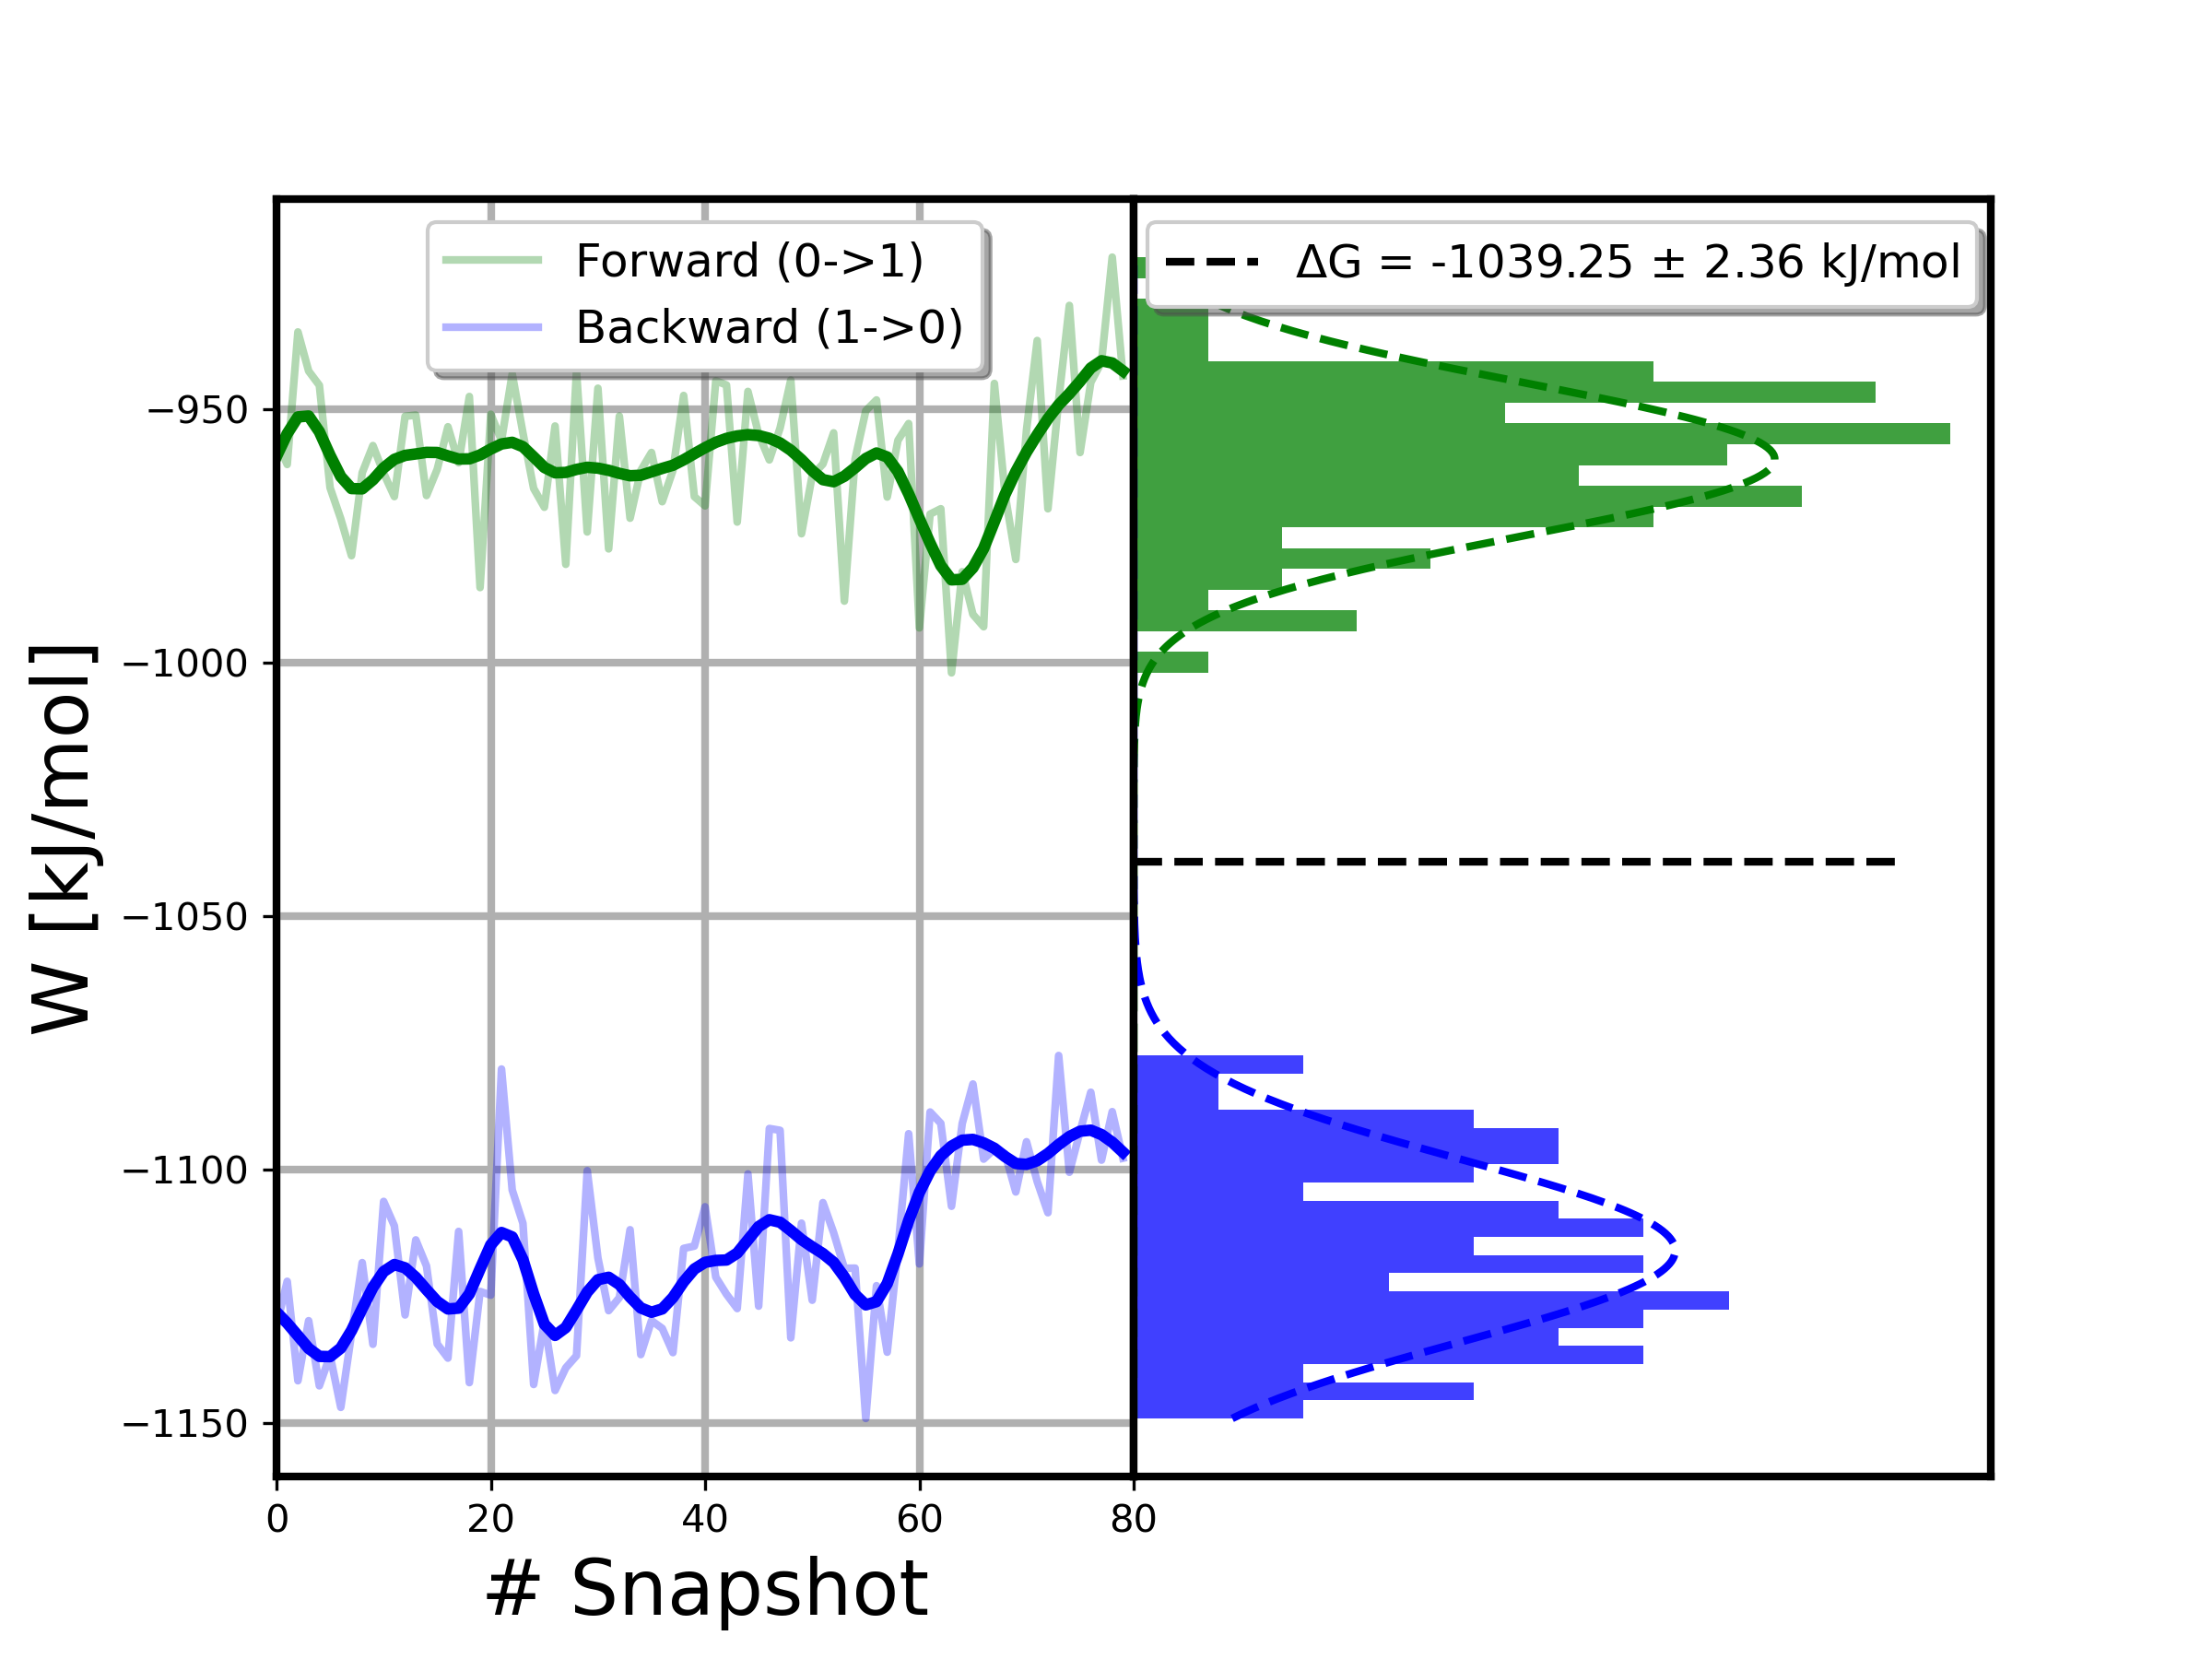 Forward (0->1)
Backward (1->0)
ΔG = -1039.25 ± 2.36 kJ/mol
W [kJ/mol]
−950
−1000
−1050
−1100
−1150
0 20 40 60 80
# Snapshot